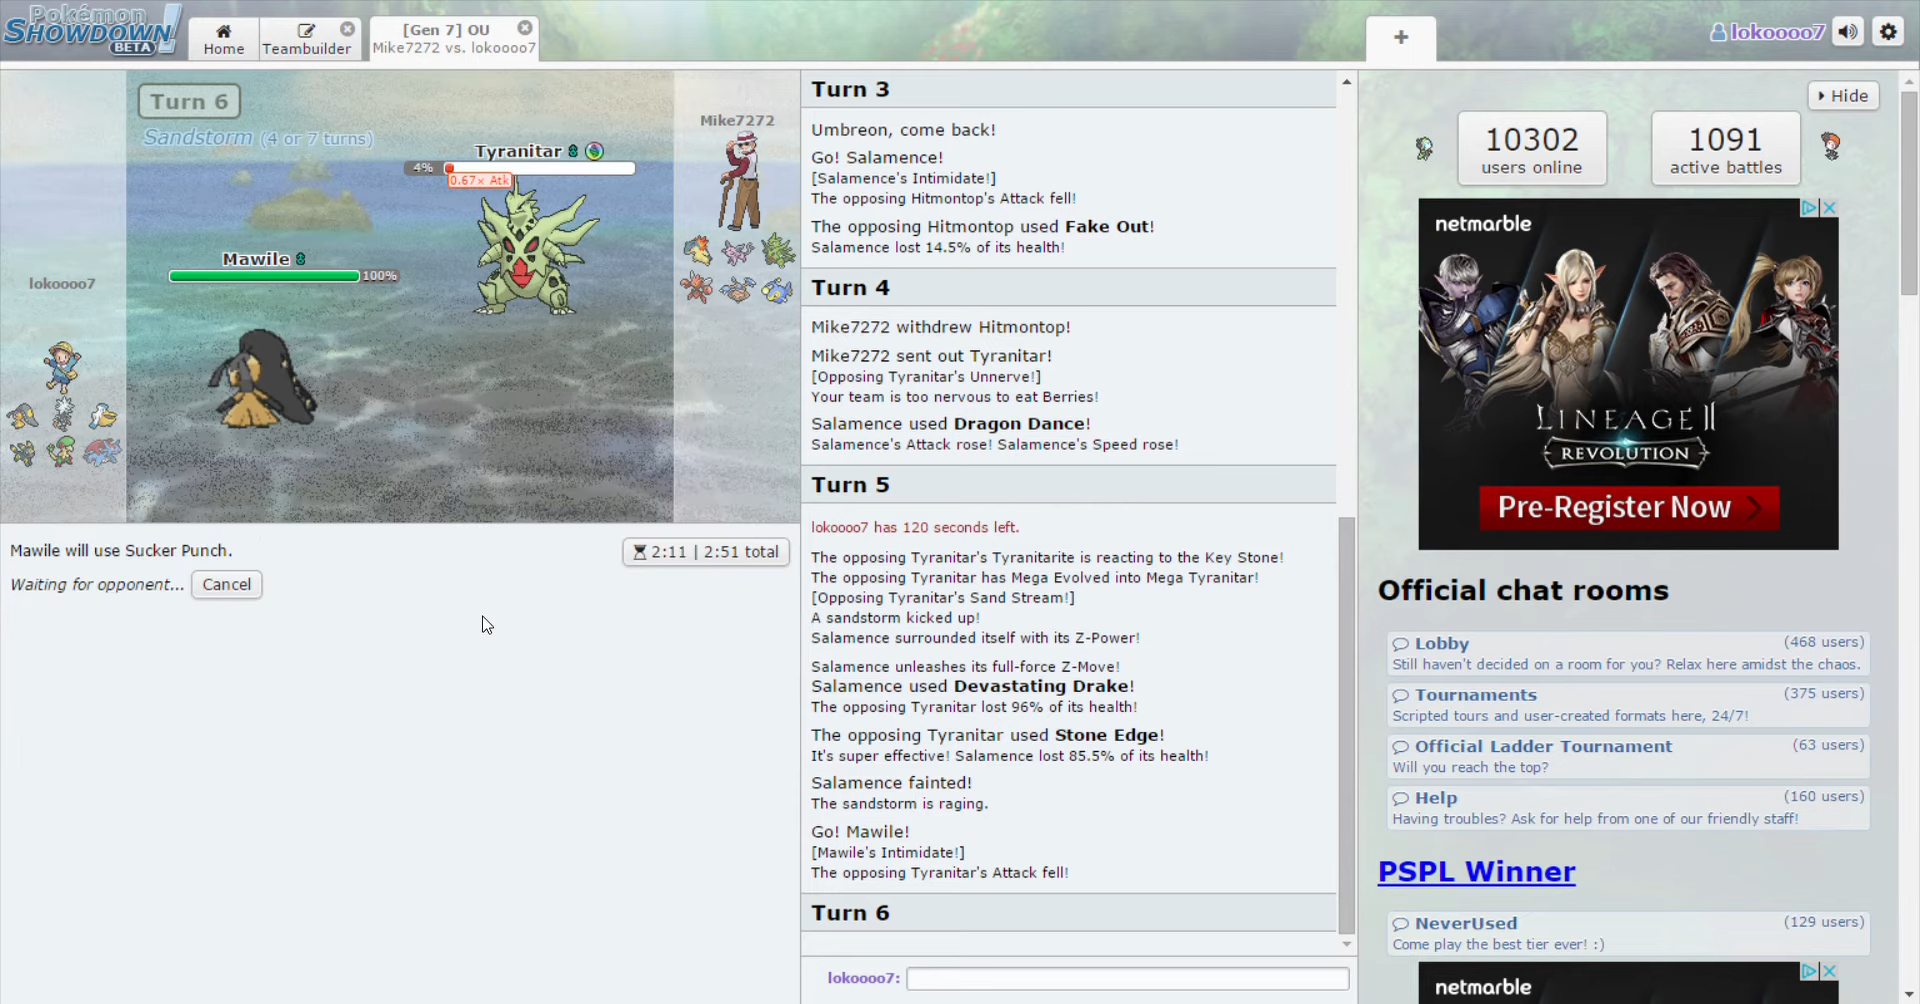 Pokémon
SHOWDOWN!
BETA
Home
Teambuilder
[Gen 7] OU
Mike7272 vs. lokoooo7
+
lokoooo7
Turn 6
Sandstorm (4 or 7 turns)
Tyranitar
4%
0.67× Atk
Mike7272
Mawile
100%
lokoooo7
Mawile will use Sucker Punch.
2:11 | 2:51 total
Waiting for opponent... Cancel
Turn 3
Umbreon, come back!
Go! Salamence!
[Salamence's Intimidate!]
The opposing Hitmontop's Attack fell!
The opposing Hitmontop used Fake Out!
Salamence lost 14.5% of its health!
Turn 4
Mike7272 withdrew Hitmontop!
Mike7272 sent out Tyranitar!
[Opposing Tyranitar's Unnerve!]
Your team is too nervous to eat Berries!
Salamence used Dragon Dance!
Salamence's Attack rose! Salamence's Speed rose!
Turn 5
lokoooo7 has 120 seconds left.
The opposing Tyranitar's Tyranitarite is reacting to the Key Stone!
The opposing Tyranitar has Mega Evolved into Mega Tyranitar!
[Opposing Tyranitar's Sand Stream!]
A sandstorm kicked up!
Salamence surrounded itself with its Z-Power!
Salamence unleashes its full-force Z-Move!
Salamence used Devastating Drake!
The opposing Tyranitar lost 96% of its health!
The opposing Tyranitar used Stone Edge!
It's super effective! Salamence lost 85.5% of its health!
Salamence fainted!
The sandstorm is raging.
Go! Mawile!
[Mawile's Intimidate!]
The opposing Tyranitar's Attack fell!
Turn 6
lokoooo7:
Hide
10302
users online
1091
active battles
netmarble
LINEAGE II
REVOLUTION
Pre-Register Now
Official chat rooms
Lobby (468 users)
Still haven't decided on a room for you? Relax here amidst the chaos.
Tournaments (375 users)
Scripted tours and user-created formats here, 24/7!
Official Ladder Tournament (63 users)
Will you reach the top?
Help (160 users)
Having troubles? Ask for help from one of our friendly staff!
PSPL Winner
NeverUsed (129 users)
Come play the best tier ever! :)
netmarble